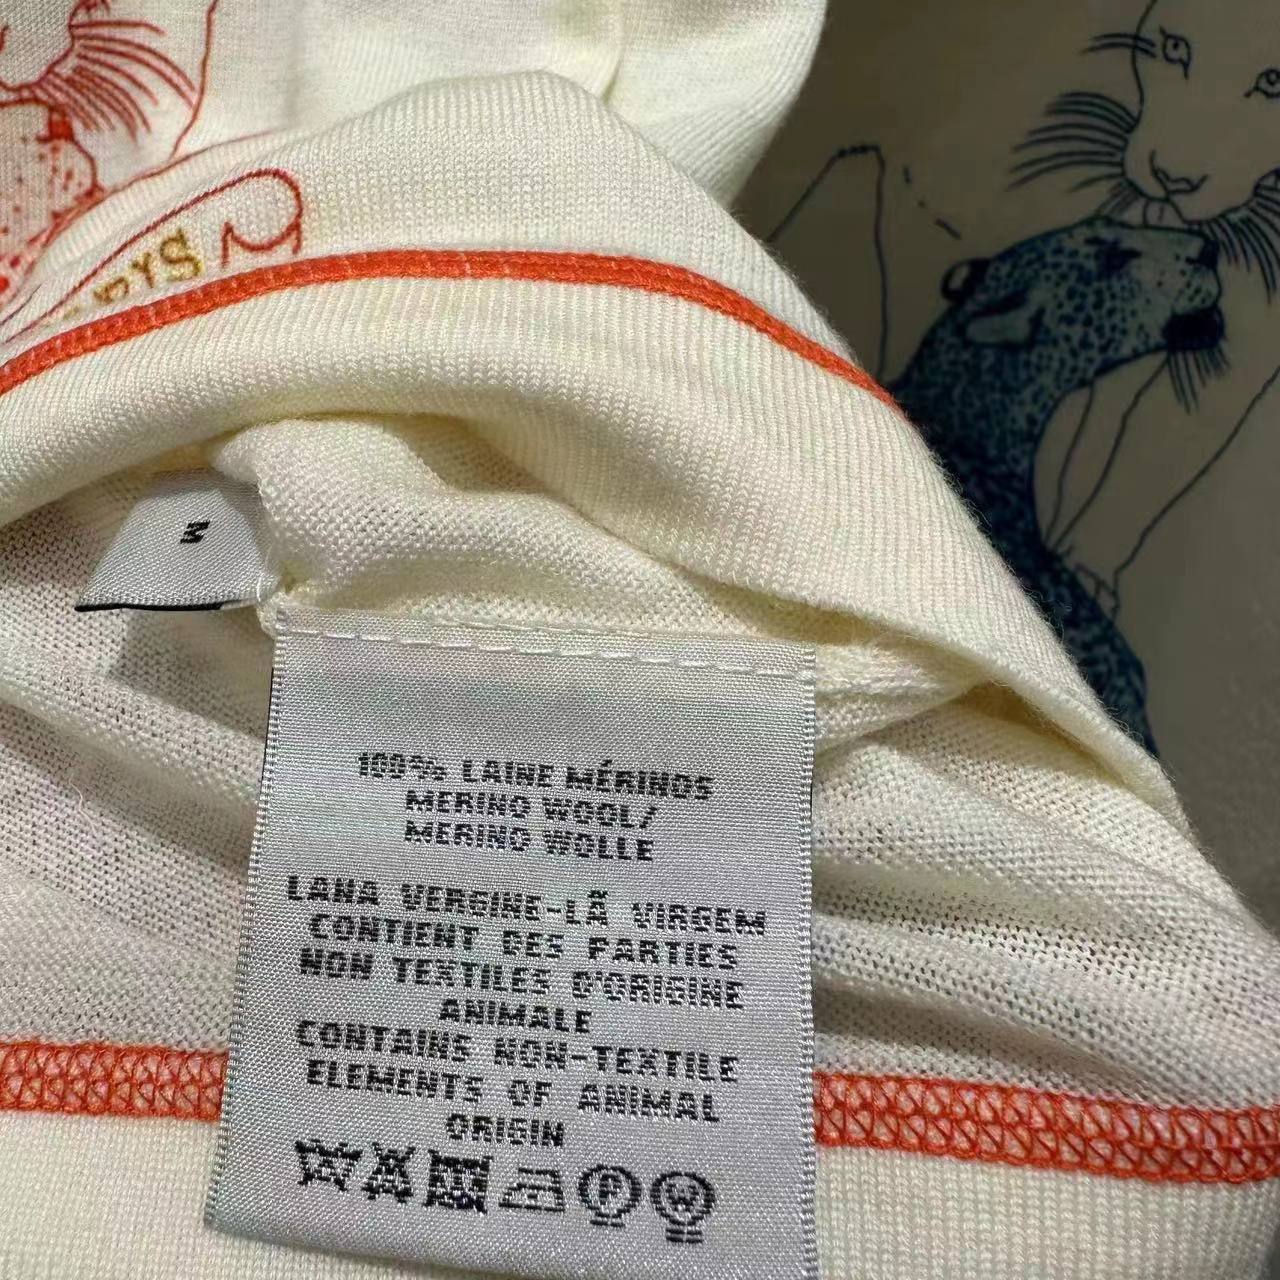 M
100% LAINE MÉRINOS
MERINO WOOL/
MERINO WOLLE
LANA VERGINE-LÃ VIRGEM
CONTIENT DES PARTIES
NON TEXTILES D'ORIGINE
ANIMALE
CONTAINS NON-TEXTILE
ELEMENTS OF ANIMAL
ORIGIN
P W